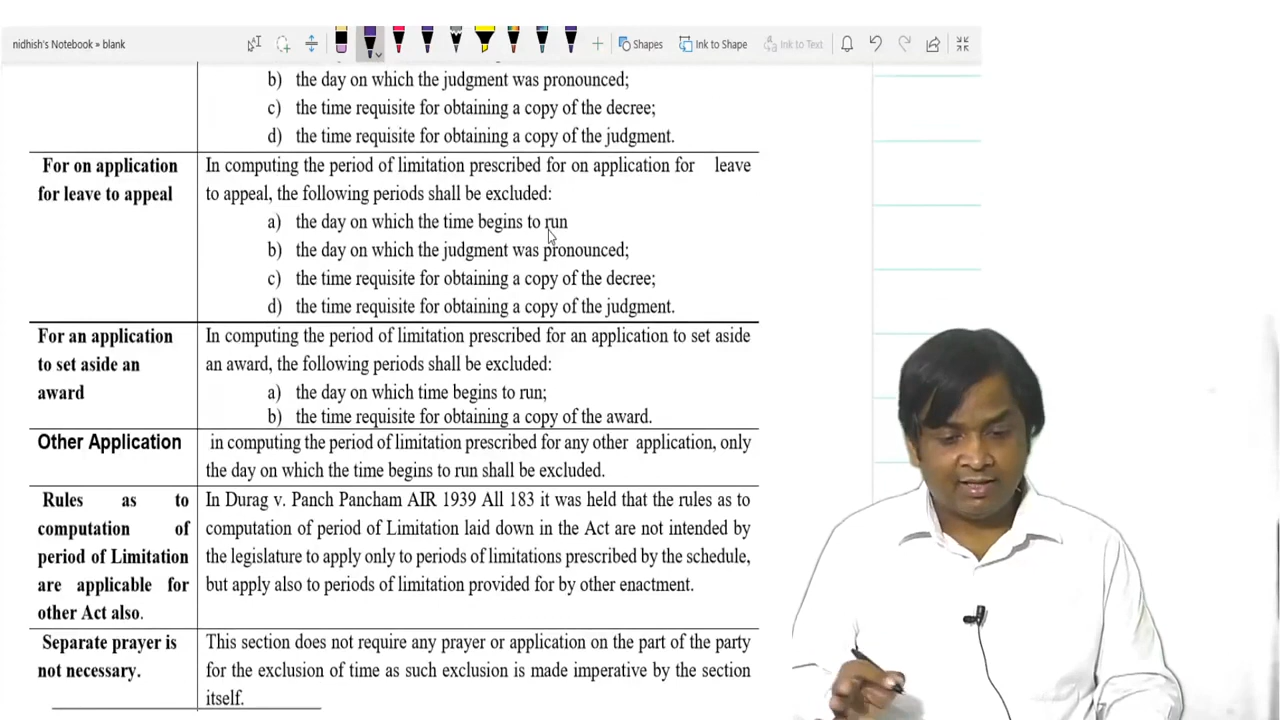 nidhish's Notebook » blank
Shapes
Ink to Shape
Ink to Text
b) the day on which the judgment was pronounced;
c) the time requisite for obtaining a copy of the decree;
d) the time requisite for obtaining a copy of the judgment.
For on application
for leave to appeal
In computing the period of limitation prescribed for on application for leave
to appeal, the following periods shall be excluded:
a) the day on which the time begins to run
b) the day on which the judgment was pronounced;
c) the time requisite for obtaining a copy of the decree;
d) the time requisite for obtaining a copy of the judgment.
For an application
to set aside an
award
In computing the period of limitation prescribed for an application to set aside
an award, the following periods shall be excluded:
a) the day on which time begins to run;
b) the time requisite for obtaining a copy of the award.
Other Application
in computing the period of limitation prescribed for any other application, only
the day on which the time begins to run shall be excluded.
Rules as to
computation of
period of Limitation
are applicable for
other Act also.
In Durag v. Panch Pancham AIR 1939 All 183 it was held that the rules as to
computation of period of Limitation laid down in the Act are not intended by
the legislature to apply only to periods of limitations prescribed by the schedule,
but apply also to periods of limitation provided for by other enactment.
Separate prayer is
not necessary.
This section does not require any prayer or application on the part of the party
for the exclusion of time as such exclusion is made imperative by the section
itself.